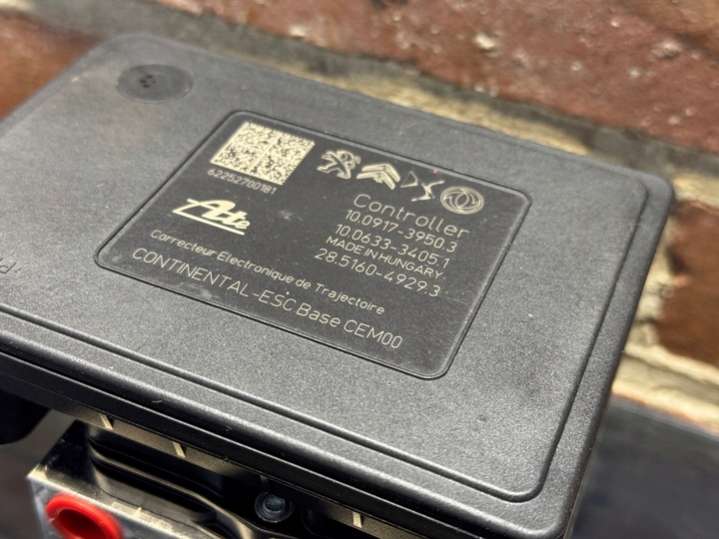 62252700181
Controller
10.0917-3950.3
10.0633-3405.1
MADE IN HUNGARY.
28.5160-4929.3
Ate
Correcteur Electronique de Trajectoire
CONTINENTAL-ESC Base CEM00